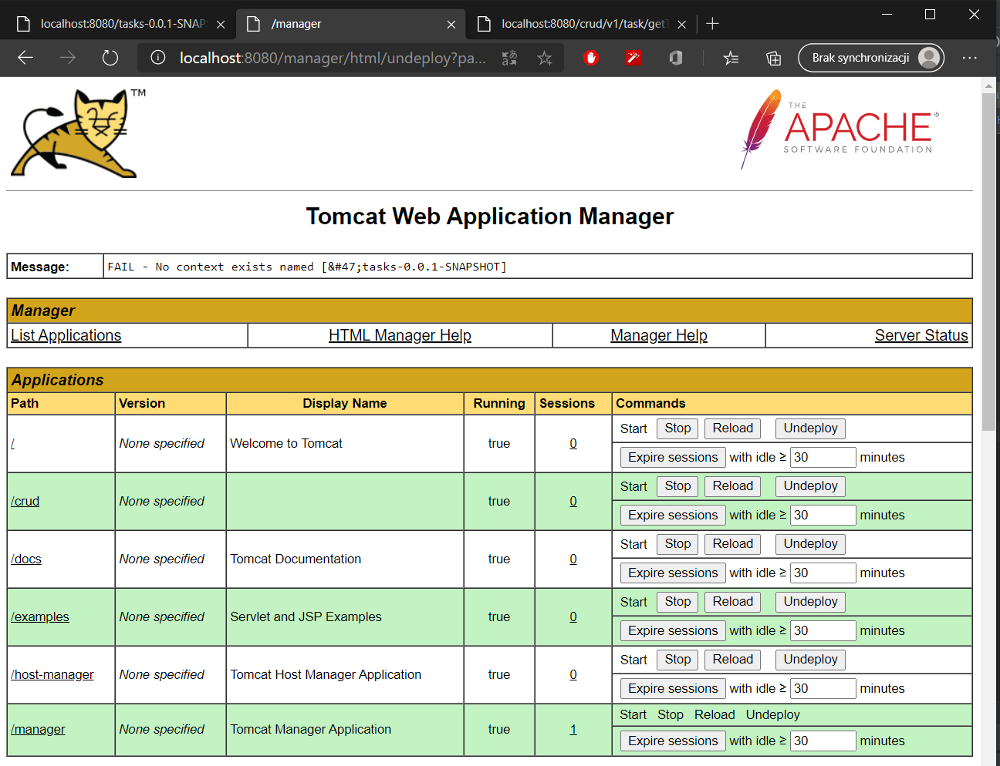 localhost:8080/tasks-0.0.1-SNAP
/manager
localhost:8080/crud/v1/task/get
localhost:8080/manager/html/undeploy?pa...
Brak synchronizacji
TM
THE
APACHE®
SOFTWARE FOUNDATION
Tomcat Web Application Manager
Message: FAIL - No context exists named [&#47;tasks-0.0.1-SNAPSHOT]
Manager
List Applications HTML Manager Help Manager Help Server Status
Applications
Path Version Display Name Running Sessions Commands
/ None specified Welcome to Tomcat true 0 Start Stop Reload Undeploy
Expire sessions with idle ≥ 30 minutes
/crud None specified true 0 Start Stop Reload Undeploy
Expire sessions with idle ≥ 30 minutes
/docs None specified Tomcat Documentation true 0 Start Stop Reload Undeploy
Expire sessions with idle ≥ 30 minutes
/examples None specified Servlet and JSP Examples true 0 Start Stop Reload Undeploy
Expire sessions with idle ≥ 30 minutes
/host-manager None specified Tomcat Host Manager Application true 0 Start Stop Reload Undeploy
Expire sessions with idle ≥ 30 minutes
/manager None specified Tomcat Manager Application true 1 Start Stop Reload Undeploy
Expire sessions with idle ≥ 30 minutes